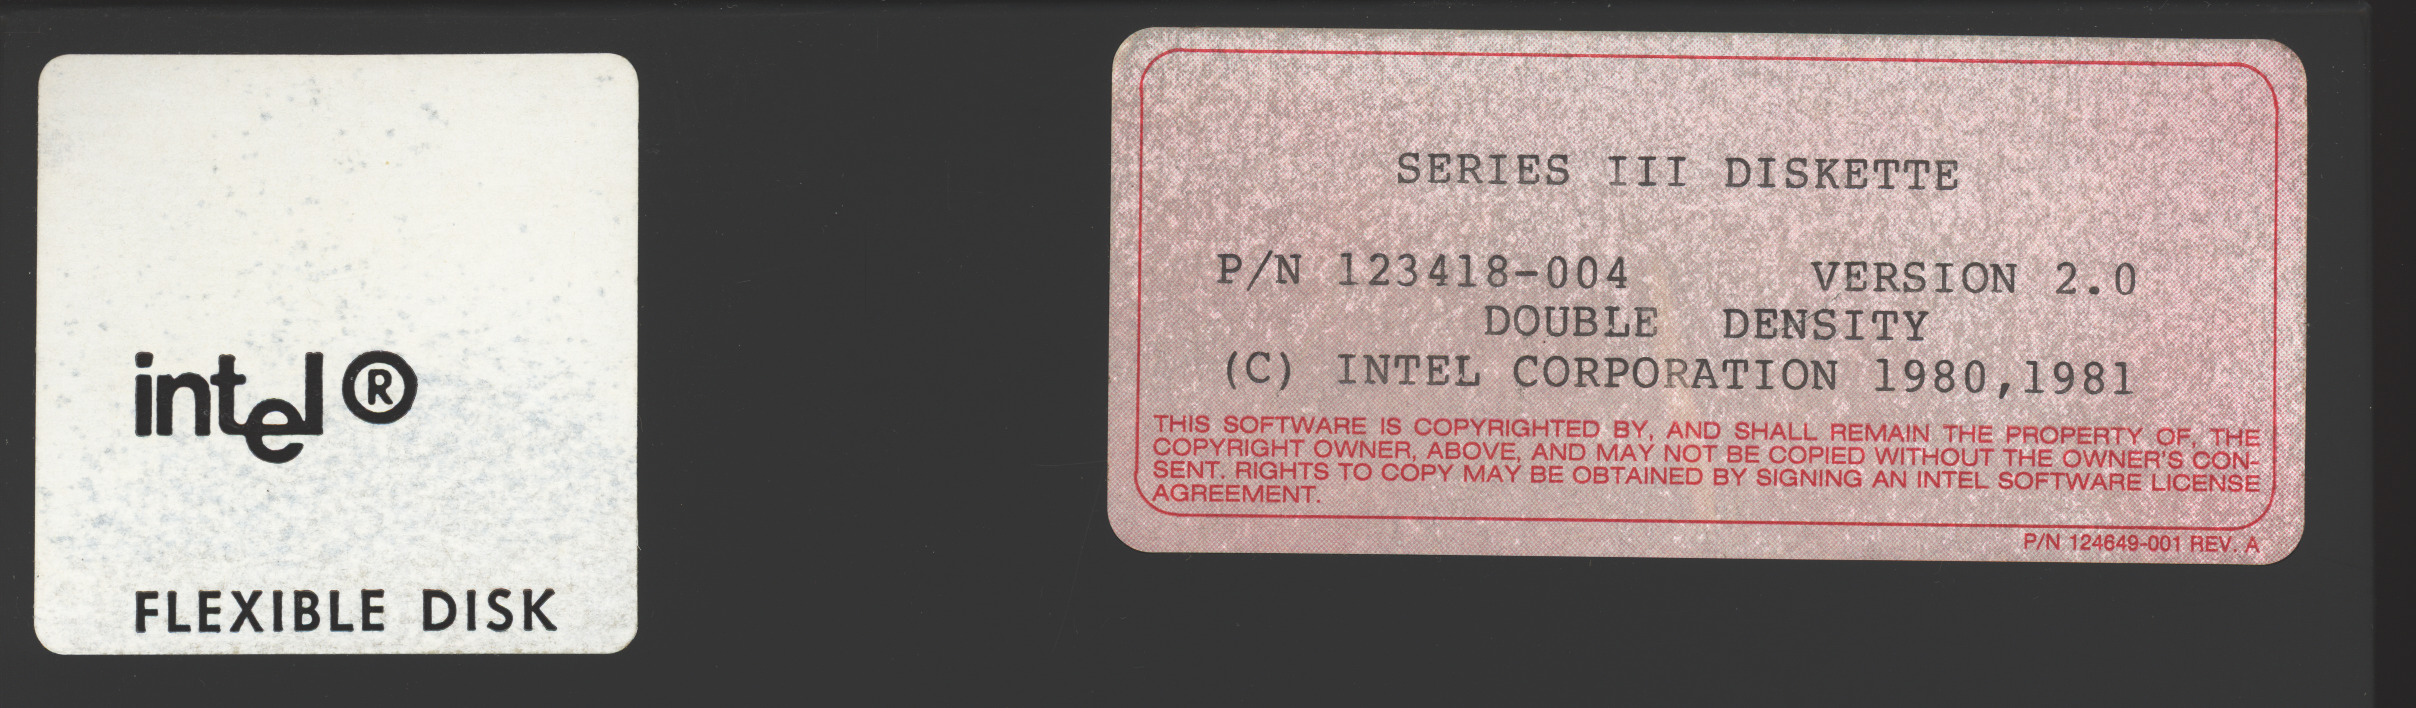 intel®
FLEXIBLE DISK
SERIES III DISKETTE
P/N 123418-004 VERSION 2.0
DOUBLE DENSITY
(C) INTEL CORPORATION 1980,1981
THIS SOFTWARE IS COPYRIGHTED BY, AND SHALL REMAIN THE PROPERTY OF, THE
COPYRIGHT OWNER, ABOVE, AND MAY NOT BE COPIED WITHOUT THE OWNER'S CON-
SENT. RIGHTS TO COPY MAY BE OBTAINED BY SIGNING AN INTEL SOFTWARE LICENSE
AGREEMENT.
P/N 124649-001 REV. A